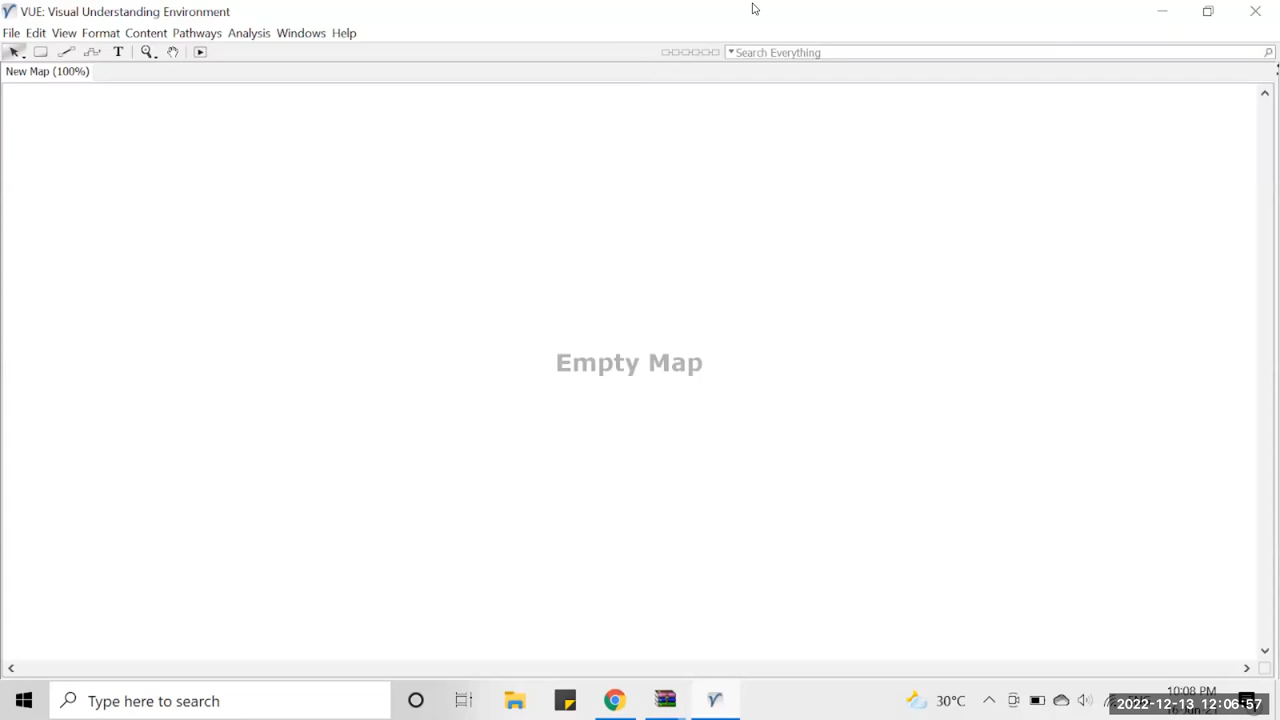 VUE: Visual Understanding Environment
File Edit View Format Content Pathways Analysis Windows Help
T
Search Everything
New Map (100%)
Empty Map
Type here to search
30°C
10:08 PM
2022-12-13 12:06:57